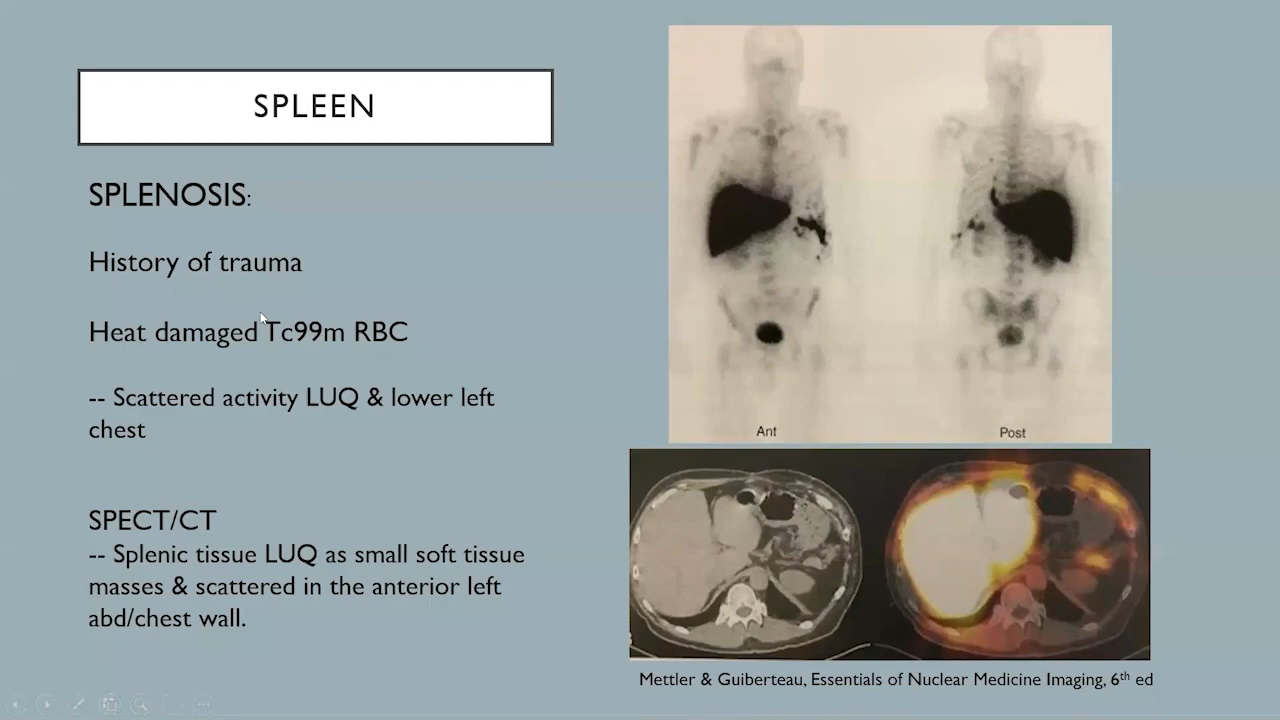 SPLEEN
SPLENOSIS:
History of trauma
Heat damaged Tc99m RBC
-- Scattered activity LUQ & lower left
chest
SPECT/CT
-- Splenic tissue LUQ as small soft tissue
masses & scattered in the anterior left
abd/chest wall.
Ant
Post
Mettler & Guiberteau, Essentials of Nuclear Medicine Imaging, 6th ed